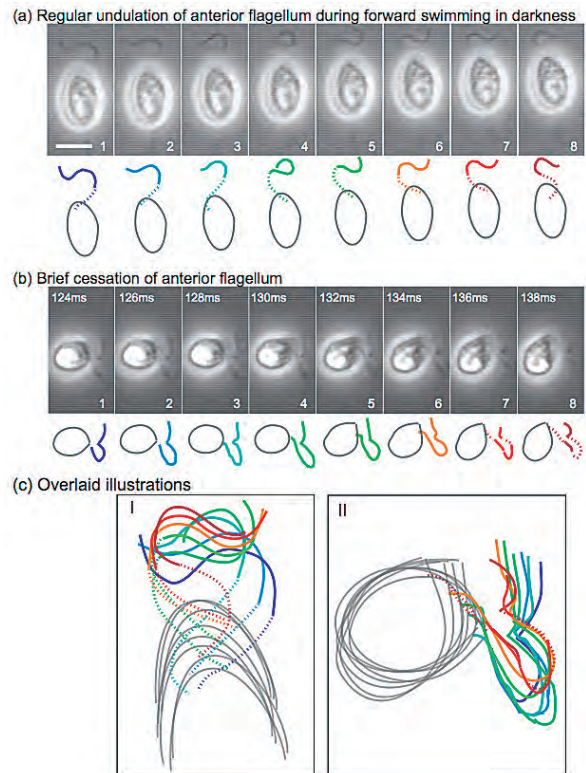 (a) Regular undulation of anterior flagellum during forward swimming in darkness
1 2 3 4 5 6 7 8
(b) Brief cessation of anterior flagellum
124ms 126ms 128ms 130ms 132ms 134ms 136ms 138ms
1 2 3 4 5 6 7 8
(c) Overlaid illustrations
I II